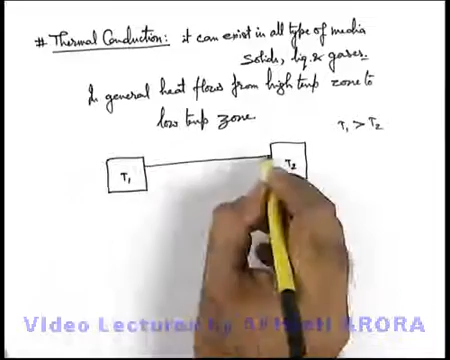 # Thermal Conduction: it can exist in all type of media
Solids, liq. & gases.
In general heat flows from high temp zone to
low temp zone.
T₁ > T₂
T₁
T₂
Video Lectures by ARORA